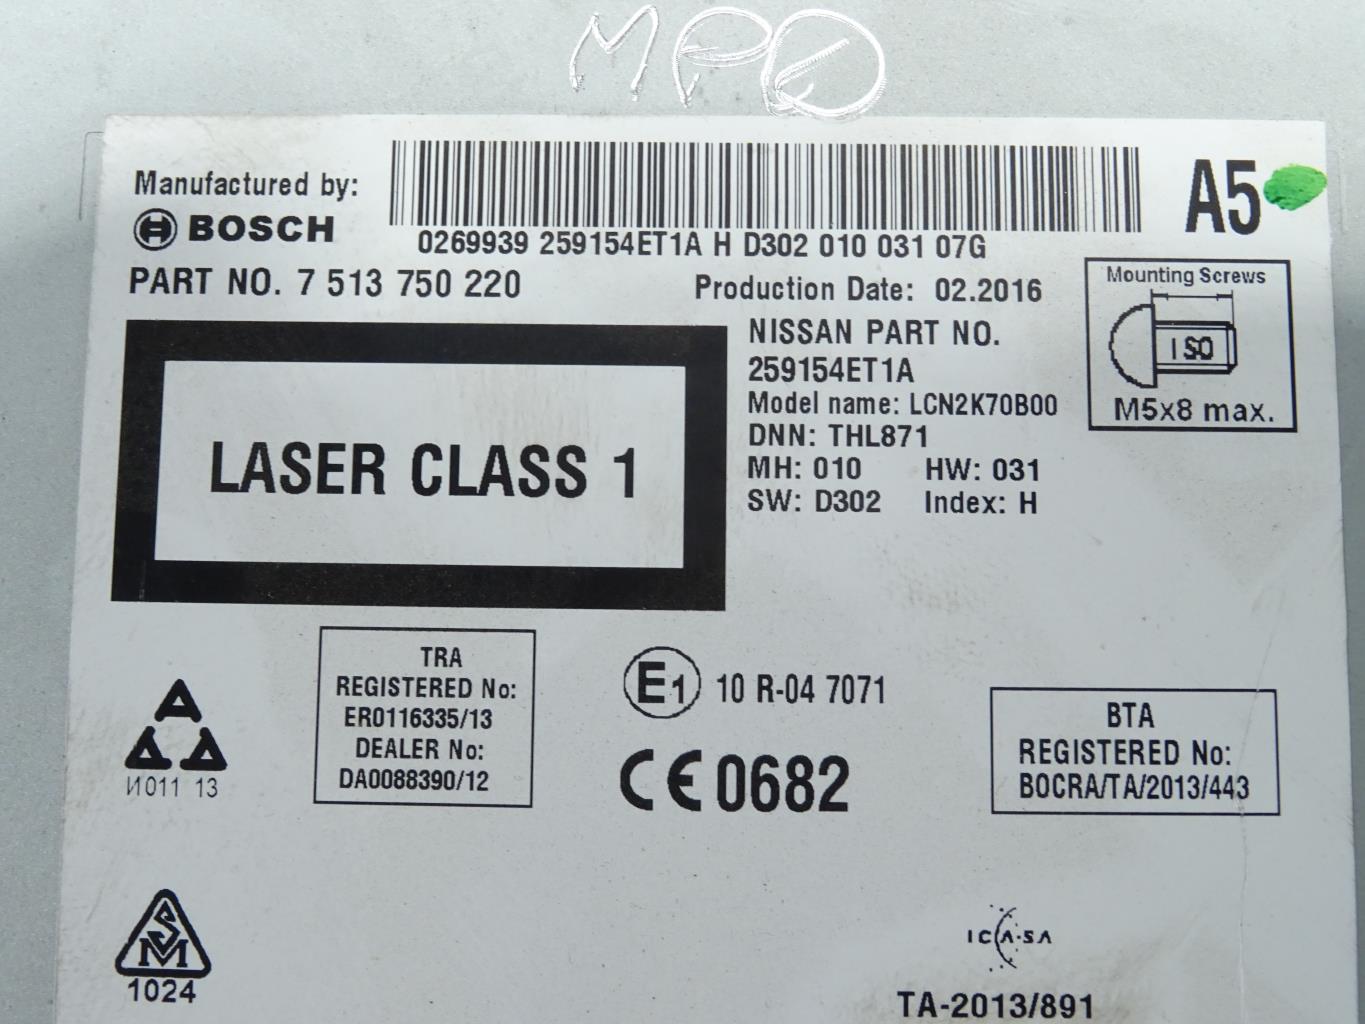 MPO
Manufactured by:
BOSCH
A5
0269939 259154ET1A H D302 010 031 07G
PART NO. 7 513 750 220
Production Date: 02.2016
Mounting Screws
ISO
M5x8 max.
NISSAN PART NO.
259154ET1A
Model name: LCN2K70B00
DNN: THL871
MH: 010 HW: 031
SW: D302 Index: H
LASER CLASS 1
TRA
REGISTERED No:
ER0116335/13
DEALER No:
DA0088390/12
E1 10 R-04 7071
CE 0682
BTA
REGISTERED No:
BOCRA/TA/2013/443
И011 13
SM
1024
ICASA
TA-2013/891